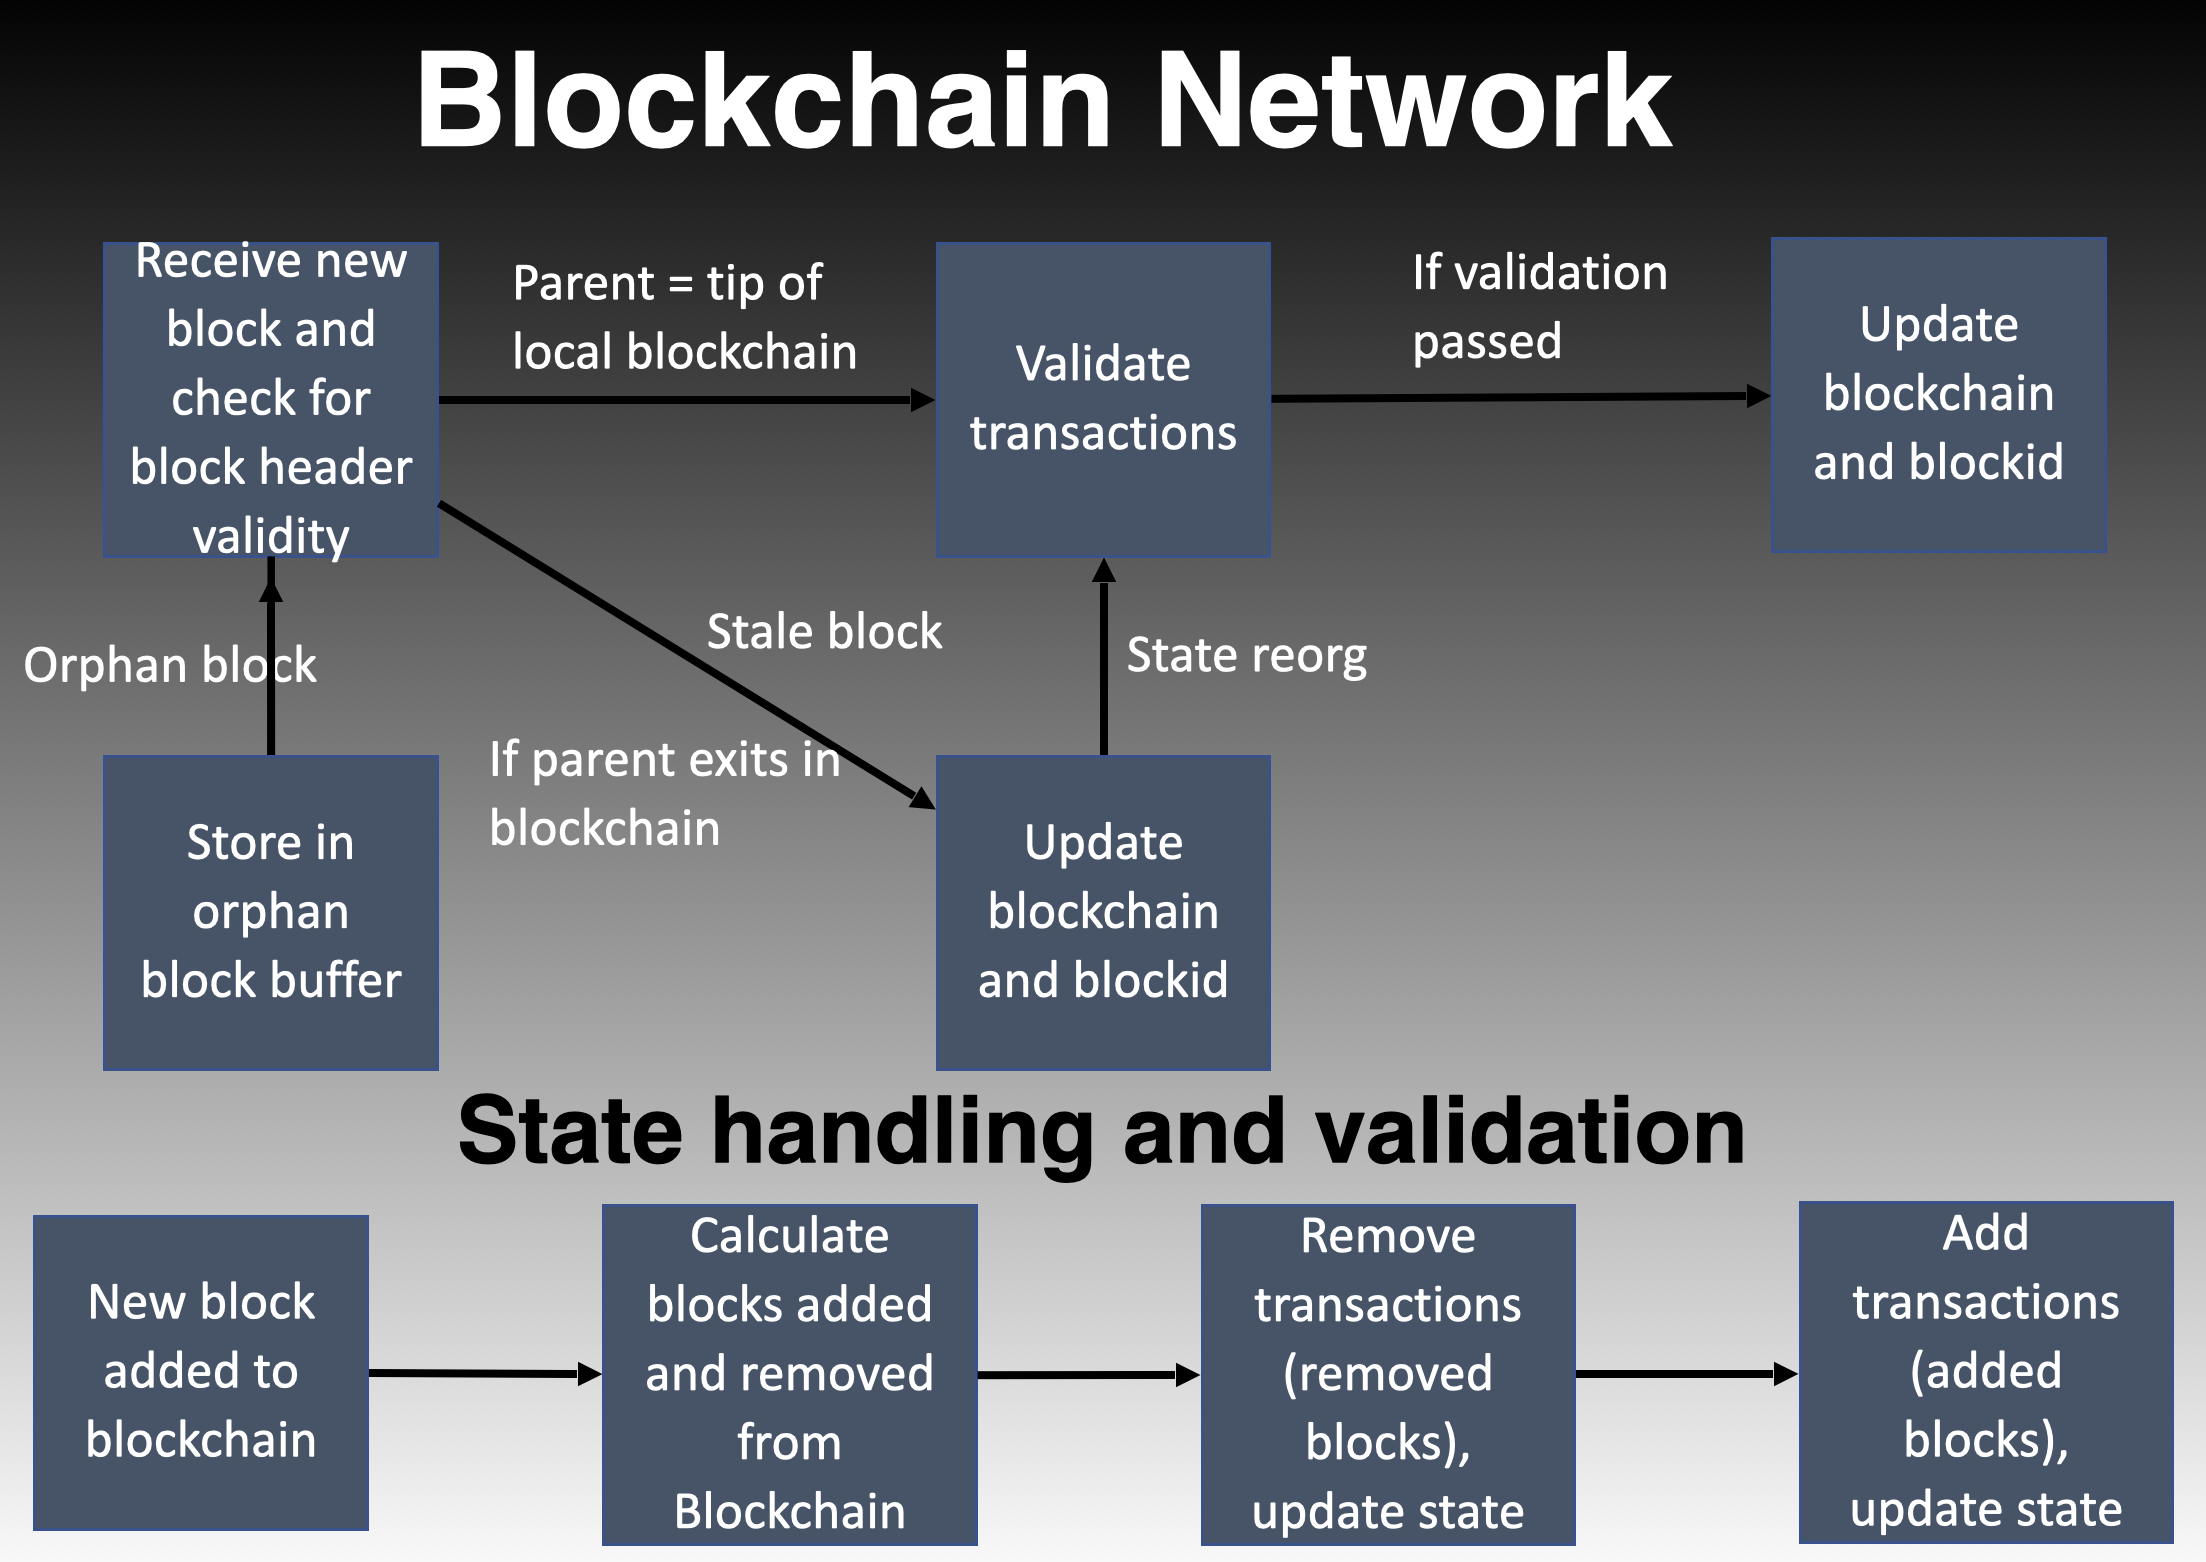 Blockchain Network
Receive new
block and
check for
block header
validity
Parent = tip of
local blockchain
Validate
transactions
If validation
passed
Update
blockchain
and blockid
Orphan block
Stale block
State reorg
If parent exits in
blockchain
Store in
orphan
block buffer
Update
blockchain
and blockid
State handling and validation
New block
added to
blockchain
Calculate
blocks added
and removed
from
Blockchain
Remove
transactions
(removed
blocks),
update state
Add
transactions
(added
blocks),
update state